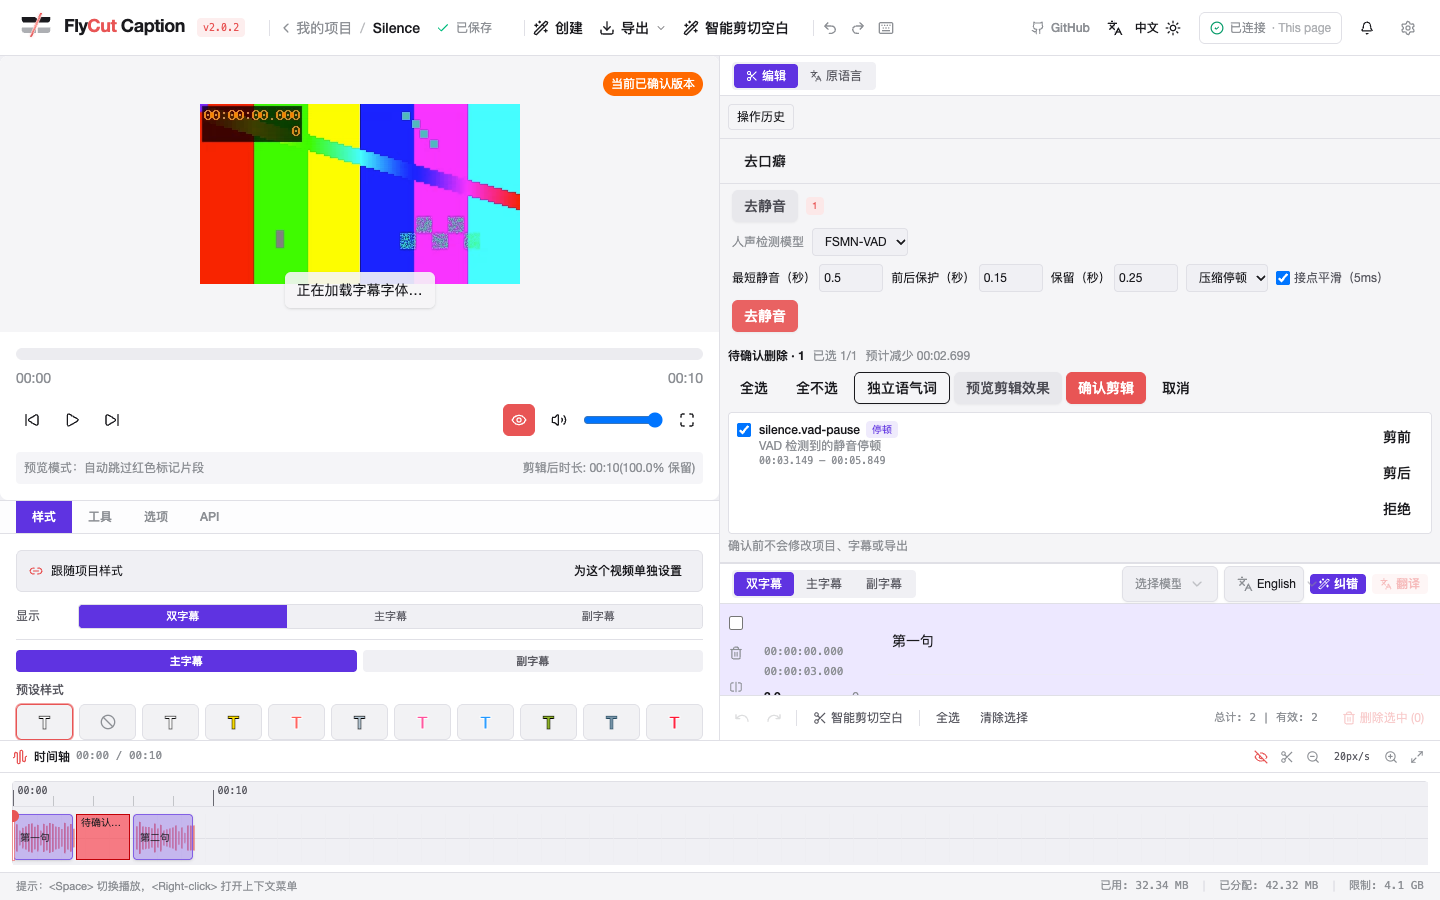 FlyCut Caption v2.0.2 我的项目 / Silence 已保存 创建 导出 智能剪切空白 GitHub 中文 已连接 · This page
当前已确认版本
00:00:00.000
0
正在加载字幕字体…
00:00 00:10
预览模式：自动跳过红色标记片段 剪辑后时长: 00:10(100.0% 保留)
样式 工具 选项 API
跟随项目样式 为这个视频单独设置
显示 双字幕 主字幕 副字幕
主字幕 副字幕
预设样式
T T T T T T T T T T
编辑 原语言
操作历史
去口癖
去静音 1
人声检测模型 FSMN-VAD
最短静音（秒） 0.5 前后保护（秒） 0.15 保留（秒） 0.25 压缩停顿 接点平滑（5ms）
去静音
待确认删除 · 1 已选 1/1 预计减少 00:02.699
全选 全不选 独立语气词 预览剪辑效果 确认剪辑 取消
silence.vad-pause 停顿
VAD 检测到的静音停顿
00:03.149 — 00:05.849
剪前
剪后
拒绝
确认前不会修改项目、字幕或导出
双字幕 主字幕 副字幕 选择模型 English 纠错 翻译
第一句
00:00:00.000
00:00:03.000
智能剪切空白 全选 清除选择 总计: 2 | 有效: 2 删除选中 (0)
时间轴 00:00 / 00:10 20px/s
00:00 00:10
待确认…
第一句 第二句
提示: <Space> 切换播放, <Right-click> 打开上下文菜单 已用: 32.34 MB 已分配: 42.32 MB 限制: 4.1 GB